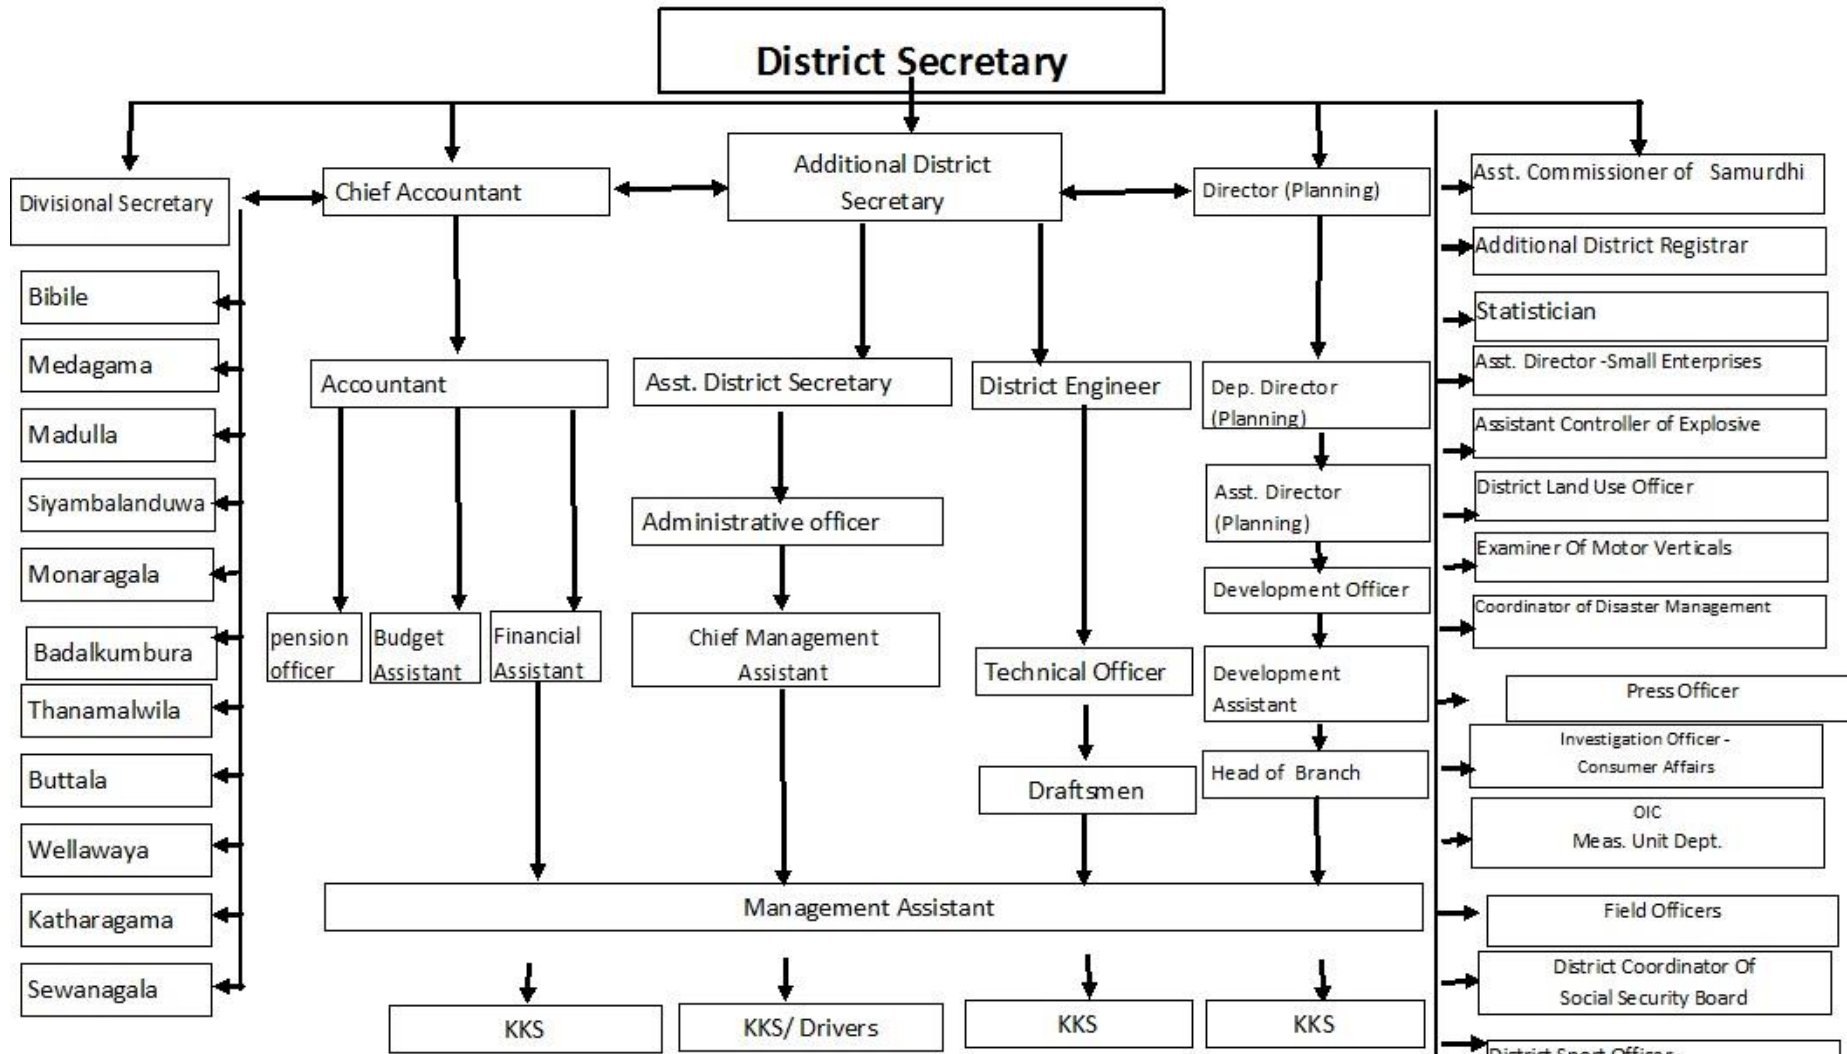 District Secretary
Divisional Secretary
Bibile
Medagama
Madulla
Siyambalanduwa
Monaragala
Badalkumbura
Thanamalwila
Buttala
Wellawaya
Katharagama
Sewanagala
Chief Accountant
Accountant
pension
officer
Budget
Assistant
Financial
Assistant
Additional District
Secretary
Asst. District Secretary
Administrative officer
Chief Management
Assistant
District Engineer
Technical Officer
Draftsmen
Director (Planning)
Dep. Director
(Planning)
Asst. Director
(Planning)
Development Officer
Development
Assistant
Head of Branch
Management Assistant
KKS
KKS/ Drivers
KKS
KKS
Asst. Commissioner of Samurdhi
Additional District Registrar
Statistician
Asst. Director -Small Enterprises
Assistant Controller of Explosive
District Land Use Officer
Examiner Of Motor Verticals
Coordinator of Disaster Management
Press Officer
Investigation Officer -
Consumer Affairs
OIC
Meas. Unit Dept.
Field Officers
District Coordinator Of
Social Security Board
District Sport Officer